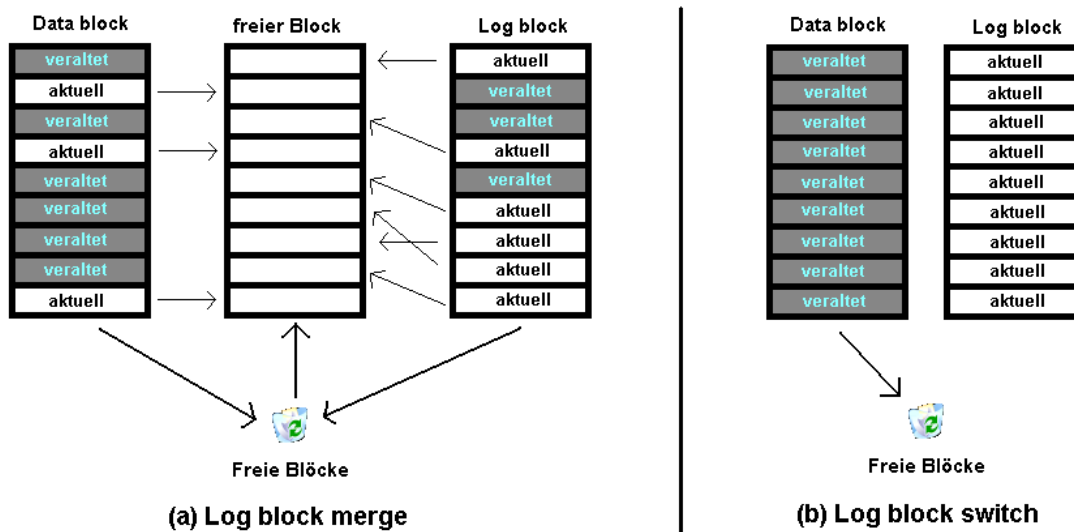 Data block
freier Block
Log block
veraltet
aktuell
veraltet
aktuell
veraltet
veraltet
veraltet
veraltet
aktuell
aktuell
veraltet
veraltet
aktuell
veraltet
aktuell
aktuell
aktuell
aktuell
Freie Blöcke
(a) Log block merge
Data block
Log block
veraltet
veraltet
veraltet
veraltet
veraltet
veraltet
veraltet
veraltet
veraltet
aktuell
aktuell
aktuell
aktuell
aktuell
aktuell
aktuell
aktuell
aktuell
Freie Blöcke
(b) Log block switch